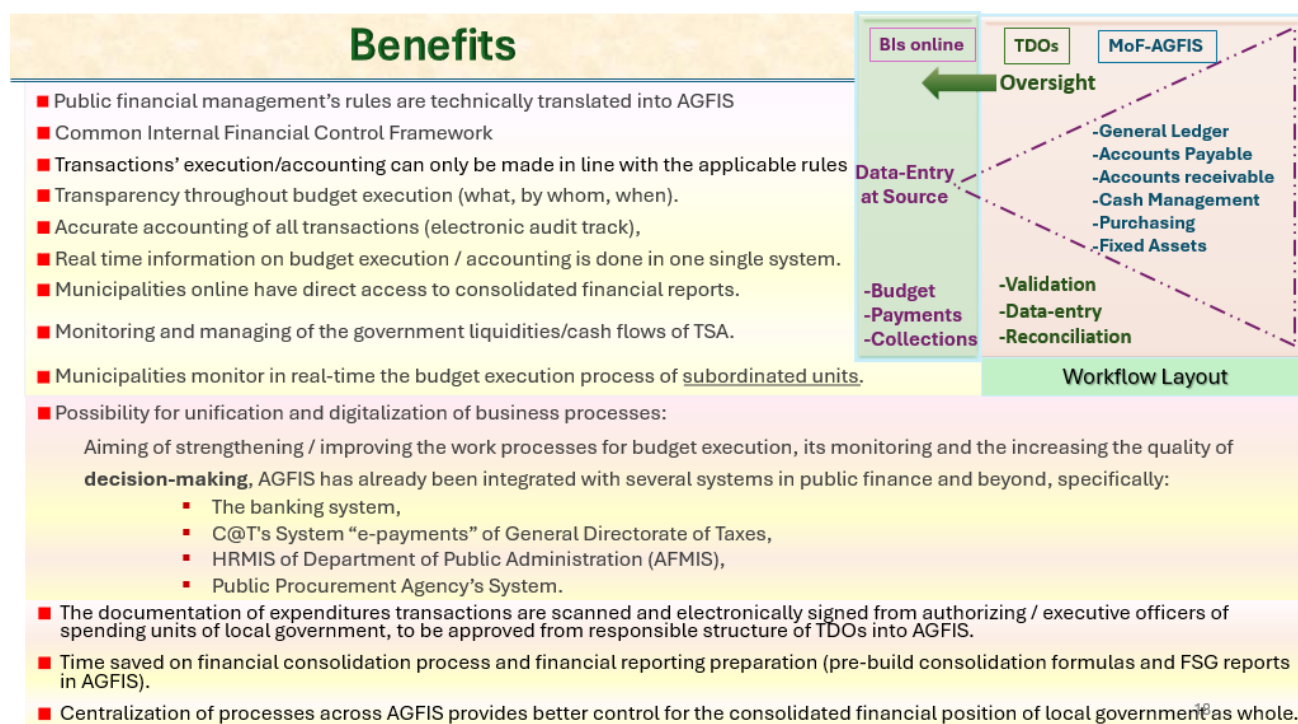 Benefits
■ Public financial management's rules are technically translated into AGFIS
■ Common Internal Financial Control Framework
■ Transactions' execution/accounting can only be made in line with the applicable rules
■ Transparency throughout budget execution (what, by whom, when).
■ Accurate accounting of all transactions (electronic audit track),
■ Real time information on budget execution / accounting is done in one single system.
■ Municipalities online have direct access to consolidated financial reports.
■ Monitoring and managing of the government liquidities/cash flows of TSA.
■ Municipalities monitor in real-time the budget execution process of subordinated units.
BIs online
TDOs
MoF-AGFIS
Oversight
Data-Entry
at Source
-General Ledger
-Accounts Payable
-Accounts receivable
-Cash Management
-Purchasing
-Fixed Assets
-Budget
-Payments
-Collections
-Validation
-Data-entry
-Reconciliation
Workflow Layout
■ Possibility for unification and digitalization of business processes:
Aiming of strengthening / improving the work processes for budget execution, its monitoring and the increasing the quality of
decision-making, AGFIS has already been integrated with several systems in public finance and beyond, specifically:
▪ The banking system,
▪ C@T's System “e-payments” of General Directorate of Taxes,
▪ HRMIS of Department of Public Administration (AFMIS),
▪ Public Procurement Agency's System.
■ The documentation of expenditures transactions are scanned and electronically signed from authorizing / executive officers of
spending units of local government, to be approved from responsible structure of TDOs into AGFIS.
■ Time saved on financial consolidation process and financial reporting preparation (pre-build consolidation formulas and FSG reports
in AGFIS).
■ Centralization of processes across AGFIS provides better control for the consolidated financial position of local government as whole.